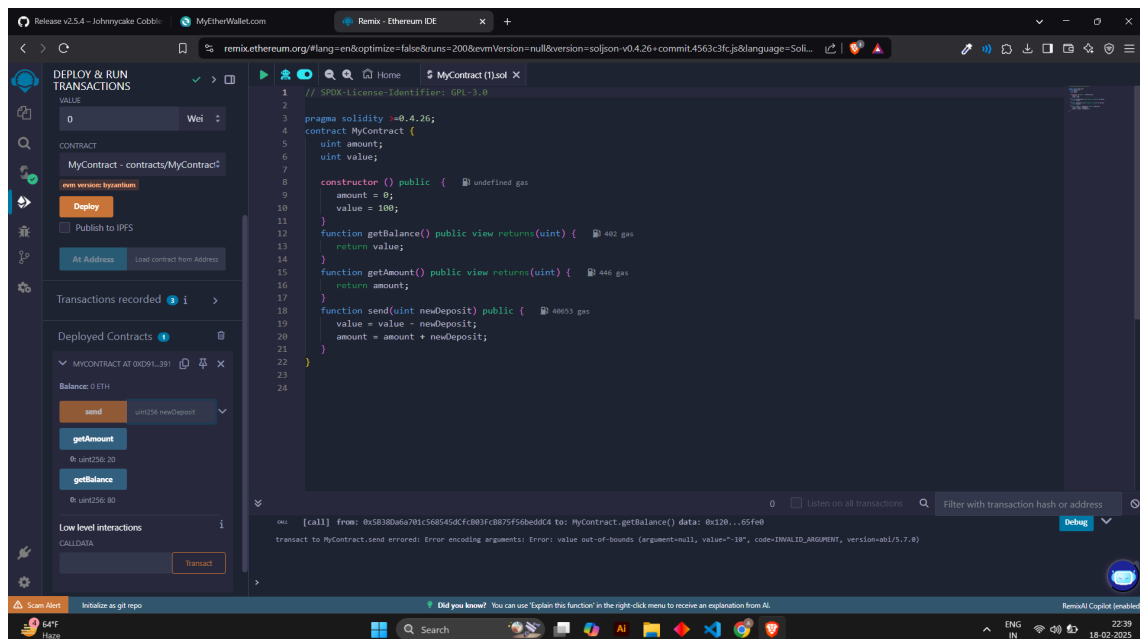 Release v2.5.4 – Johnnycake Cobble
MyEtherWallet.com
Remix - Ethereum IDE
remix.ethereum.org/#lang=en&optimize=false&runs=200&evmVersion=null&version=soljson-v0.4.26+commit.4563c3fc.js&language=Soli...
DEPLOY & RUN
TRANSACTIONS
VALUE
0
Wei
CONTRACT
MyContract - contracts/MyContract
evm version: byzantium
Deploy
Publish to IPFS
At Address
Load contract from Address
Transactions recorded 3 i
Deployed Contracts 1
MYCONTRACT AT 0XD91...391
Balance: 0 ETH
send
uint256 newDeposit
getAmount
0: uint256: 20
getBalance
0: uint256: 80
Low level interactions
i
CALLDATA
Transact
Home
MyContract (1).sol
1 // SPDX-License-Identifier: GPL-3.0
2
3 pragma solidity >=0.4.26;
4 contract MyContract {
5 uint amount;
6 uint value;
7
8 constructor () public { undefined gas
9 amount = 0;
10 value = 100;
11 }
12 function getBalance() public view returns(uint) { 402 gas
13 return value;
14 }
15 function getAmount() public view returns(uint) { 446 gas
16 return amount;
17 }
18 function send(uint newDeposit) public { 40653 gas
19 value = value - newDeposit;
20 amount = amount + newDeposit;
21 }
22 }
23
24
0
Listen on all transactions
Filter with transaction hash or address
CALL [call] from: 0x5B38Da6a701c568545dCfcB03FcB875f56beddC4 to: MyContract.getBalance() data: 0x120...65fe0
Debug
transact to MyContract.send errored: Error encoding arguments: Error: value out-of-bounds (argument=null, value="-10", code=INVALID_ARGUMENT, version=abi/5.7.0)
>
Scam Alert
Initialize as git repo
Did you know? You can use 'Explain this function' in the right-click menu to receive an explanation from AI.
RemixAI Copilot (enabled
4
64°F
Haze
Search
Ai
ENG
IN
22:39
18-02-2025